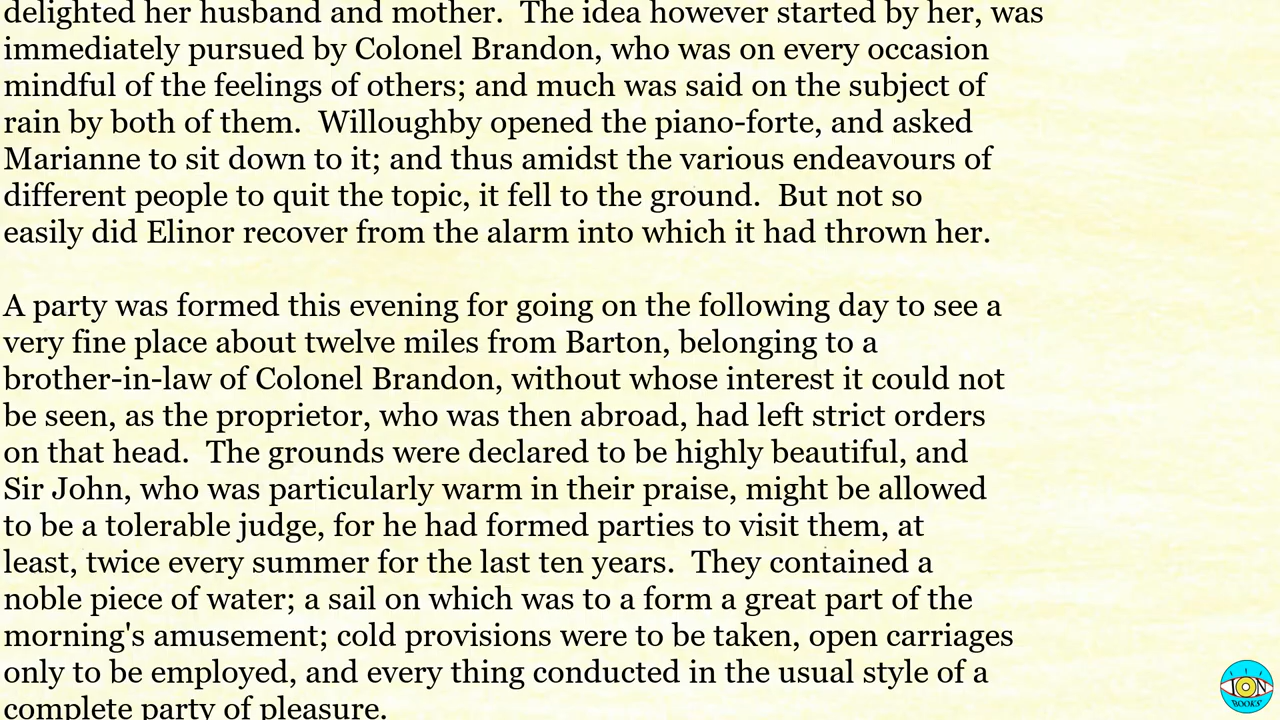 delighted her husband and mother.  The idea however started by her, was
immediately pursued by Colonel Brandon, who was on every occasion
mindful of the feelings of others; and much was said on the subject of
rain by both of them.  Willoughby opened the piano-forte, and asked
Marianne to sit down to it; and thus amidst the various endeavours of
different people to quit the topic, it fell to the ground.  But not so
easily did Elinor recover from the alarm into which it had thrown her.

A party was formed this evening for going on the following day to see a
very fine place about twelve miles from Barton, belonging to a
brother-in-law of Colonel Brandon, without whose interest it could not
be seen, as the proprietor, who was then abroad, had left strict orders
on that head.  The grounds were declared to be highly beautiful, and
Sir John, who was particularly warm in their praise, might be allowed
to be a tolerable judge, for he had formed parties to visit them, at
least, twice every summer for the last ten years.  They contained a
noble piece of water; a sail on which was to a form a great part of the
morning's amusement; cold provisions were to be taken, open carriages
only to be employed, and every thing conducted in the usual style of a
complete party of pleasure.
ION
BOOKS